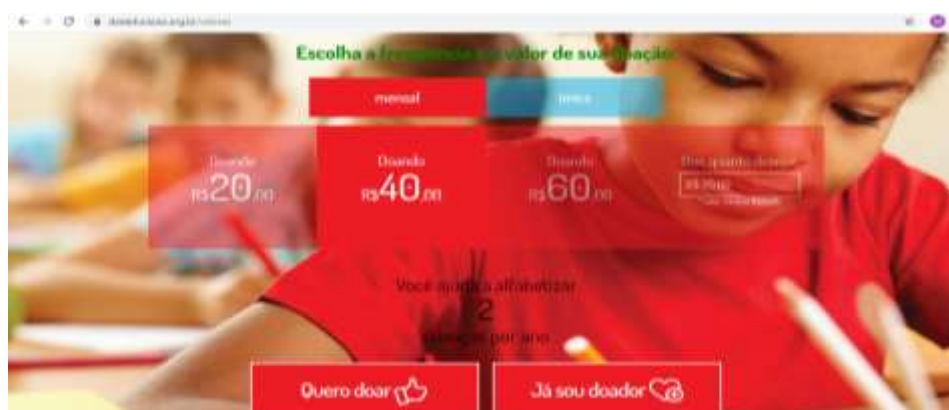 Escolha a frequência e o valor de sua doação:
mensal
única
Doando
R$20,00
Doando
R$40,00
Doando
R$60,00
Você ajuda a alfabetizar
2
crianças por ano
Quero doar
Já sou doador